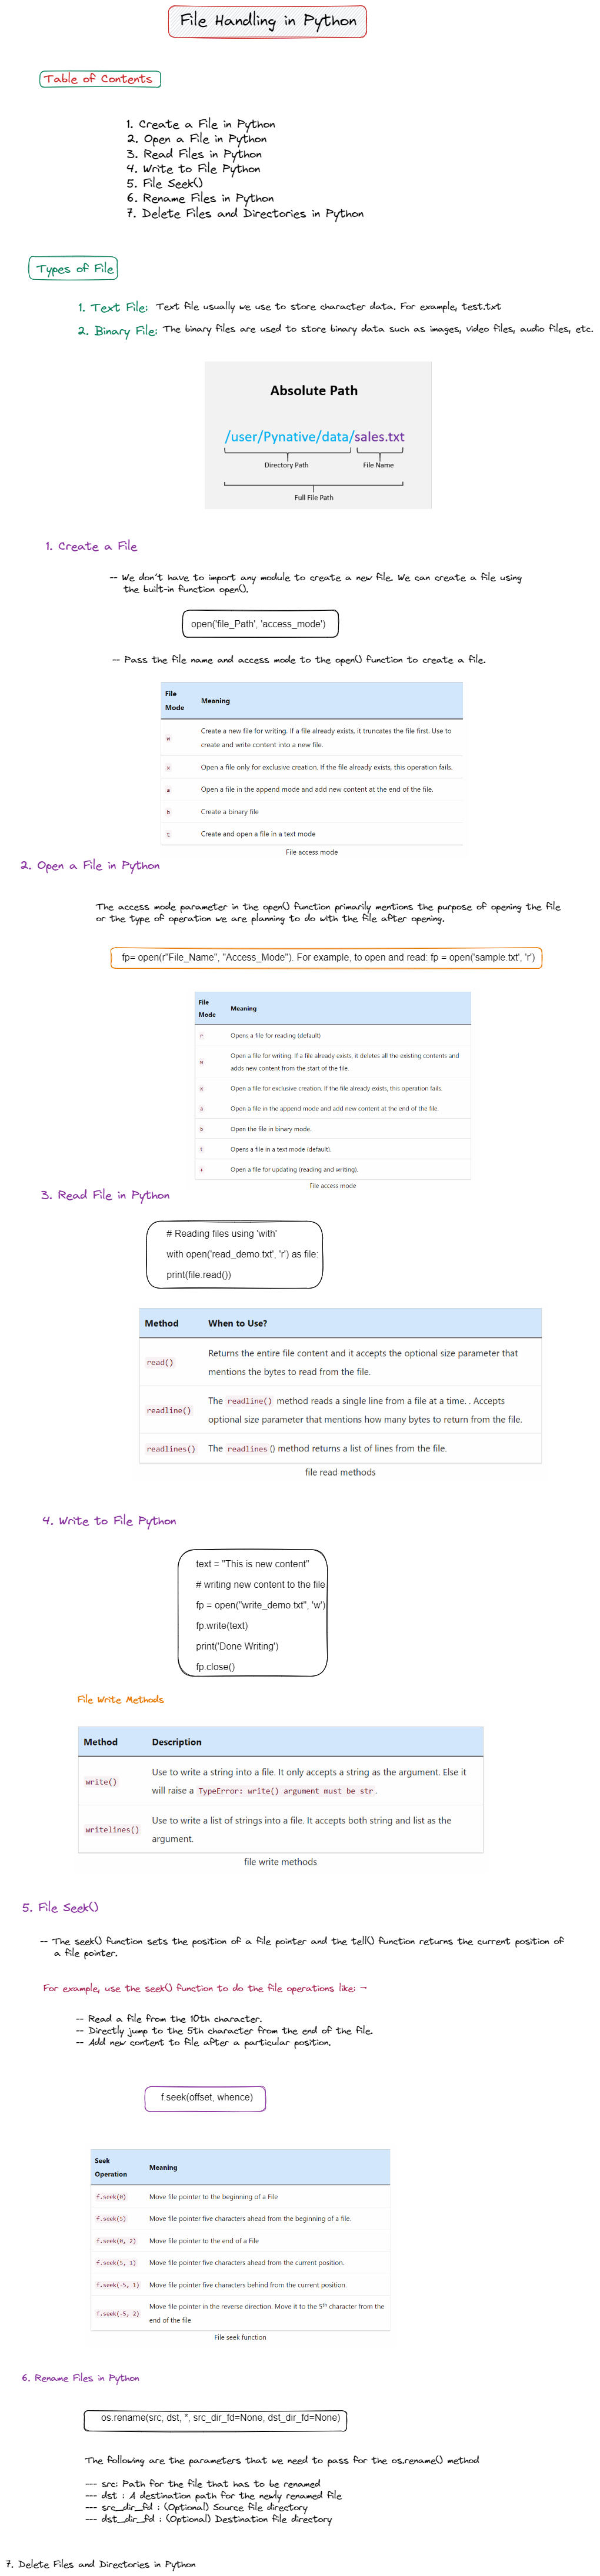 File Handling in Python
Table of Contents
1. Create a File in Python
2. Open a File in Python
3. Read Files in Python
4. Write to File Python
5. File Seek()
6. Rename Files in Python
7. Delete Files and Directories in Python
Types of File
1. Text File: Text file usually we use to store character data. For example, test.txt
2. Binary File: The binary files are used to store binary data such as images, video files, audio files, etc.
Absolute Path
/user/Pynative/data/sales.txt
Directory Path File Name
Full File Path
1. Create a File
-- We don't have to import any module to create a new file. We can create a file using
the built-in function open().
open('file_Path', 'access_mode')
-- Pass the file name and access mode to the open() function to create a file.
File
Mode Meaning
w Create a new file for writing. If a file already exists, it truncates the file first. Use to
create and write content into a new file.
x Open a file only for exclusive creation. If the file already exists, this operation fails.
a Open a file in the append mode and add new content at the end of the file.
b Create a binary file
t Create and open a file in a text mode
File access mode
2. Open a File in Python
The access mode parameter in the open() function primarily mentions the purpose of opening the file
or the type of operation we are planning to do with the file after opening.
fp= open(r"File_Name", "Access_Mode"). For example, to open and read: fp = open('sample.txt', 'r')
File
Mode Meaning
r Opens a file for reading (default)
w Open a file for writing. If a file already exists, it deletes all the existing contents and
adds new content from the start of the file.
x Open a file for exclusive creation. If the file already exists, this operation fails.
a Open a file in the append mode and add new content at the end of the file.
b Open the file in binary mode.
t Opens a file in a text mode (default).
+ Open a file for updating (reading and writing).
File access mode
3. Read File in Python
# Reading files using 'with'
with open('read_demo.txt', 'r') as file:
print(file.read())
Method When to Use?
read() Returns the entire file content and it accepts the optional size parameter that
mentions the bytes to read from the file.
readline() The readline() method reads a single line from a file at a time. . Accepts
optional size parameter that mentions how many bytes to return from the file.
readlines() The readlines() method returns a list of lines from the file.
file read methods
4. Write to File Python
text = "This is new content"
# writing new content to the file
fp = open("write_demo.txt", 'w')
fp.write(text)
print('Done Writing')
fp.close()
File Write Methods
Method Description
write() Use to write a string into a file. It only accepts a string as the argument. Else it
will raise a TypeError: write() argument must be str.
writelines() Use to write a list of strings into a file. It accepts both string and list as the
argument.
file write methods
5. File Seek()
-- The seek() function sets the position of a file pointer and the tell() function returns the current position of
a file pointer.
For example, use the seek() function to do the file operations like: -
-- Read a file from the 10th character.
-- Directly jump to the 5th character from the end of the file.
-- Add new content to file after a particular position.
f.seek(offset, whence)
Seek
Operation Meaning
f.seek(0) Move file pointer to the beginning of a File
f.seek(5) Move file pointer five characters ahead from the beginning of a file.
f.seek(0, 2) Move file pointer to the end of a File
f.seek(5, 1) Move file pointer five characters ahead from the current position.
f.seek(-5, 1) Move file pointer five characters behind from the current position.
f.seek(-5, 2) Move file pointer in the reverse direction. Move it to the 5th character from the
end of the file
File seek function
6. Rename Files in Python
os.rename(src, dst, *, src_dir_fd=None, dst_dir_fd=None)
The following are the parameters that we need to pass for the os.rename() method
--- src: Path for the file that has to be renamed
--- dst : A destination path for the newly renamed file
--- src_dir_fd : (Optional) Source file directory
--- dst_dir_fd : (Optional) Destination file directory
7. Delete Files and Directories in Python